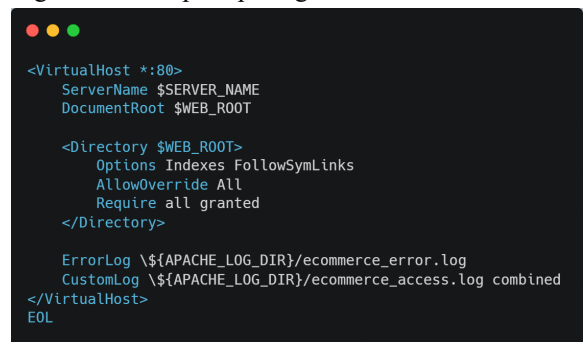 <VirtualHost *:80>
    ServerName $SERVER_NAME
    DocumentRoot $WEB_ROOT

    <Directory $WEB_ROOT>
        Options Indexes FollowSymLinks
        AllowOverride All
        Require all granted
    </Directory>

    ErrorLog \${APACHE_LOG_DIR}/ecommerce_error.log
    CustomLog \${APACHE_LOG_DIR}/ecommerce_access.log combined
</VirtualHost>
EOL